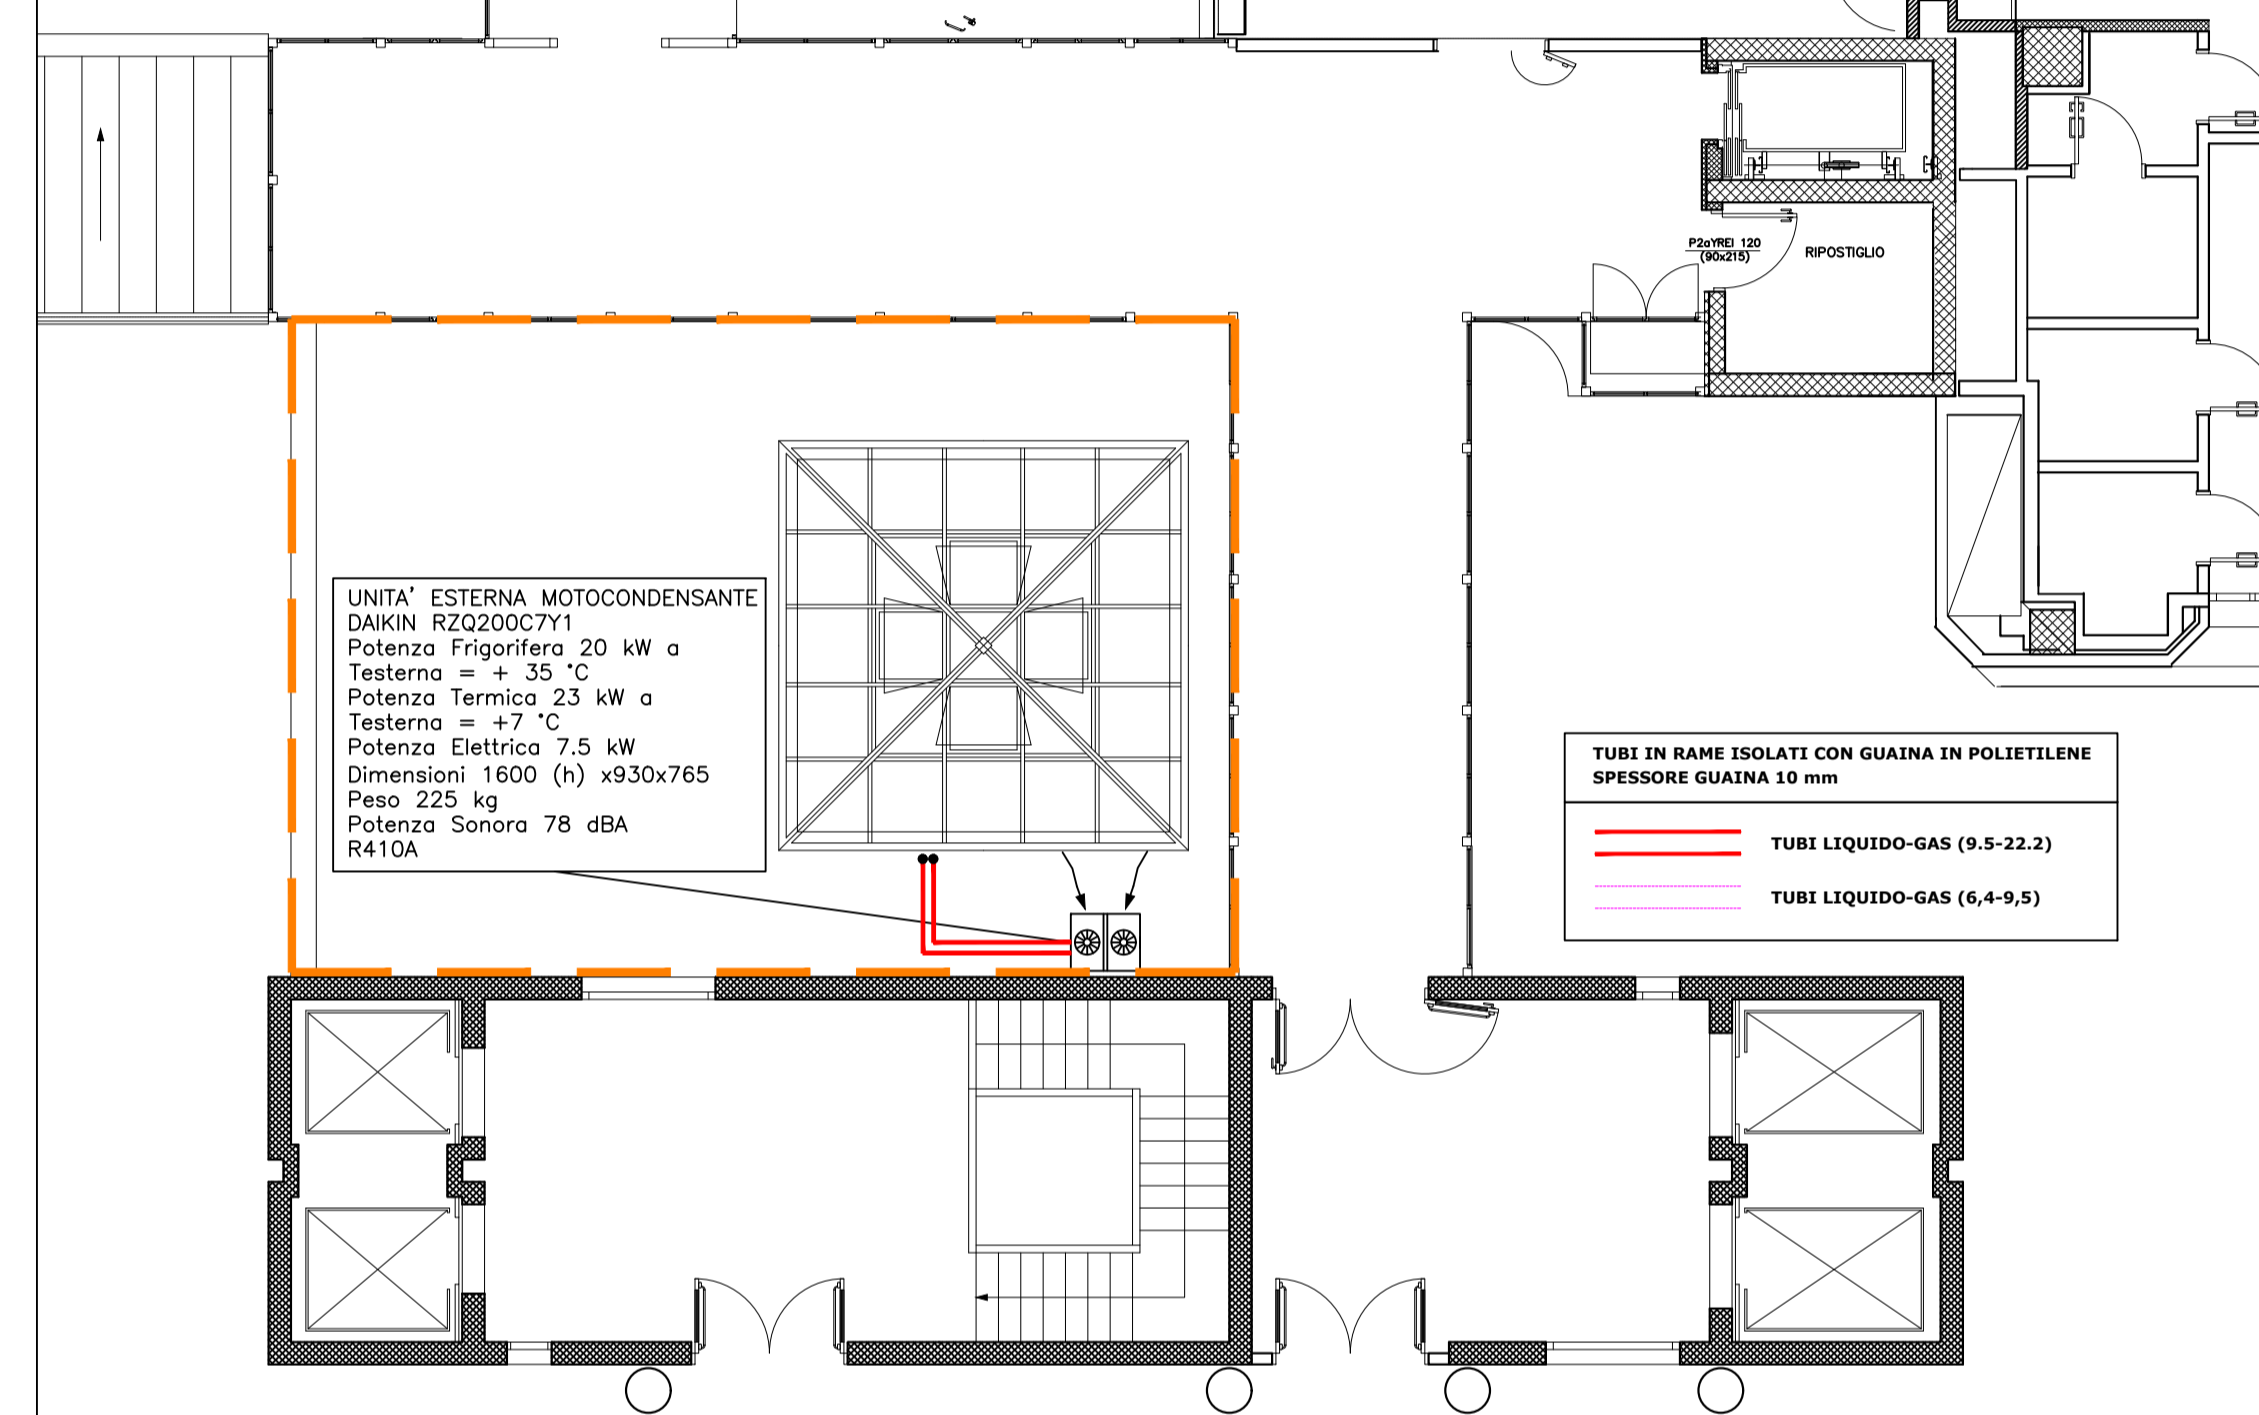 P2aYREI 120
(90x215)
RIPOSTIGLIO
UNITA' ESTERNA MOTOCONDENSANTE
DAIKIN RZQ200C7Y1
Potenza Frigorifera 20 kW a
Testerna = + 35 °C
Potenza Termica 23 kW a
Testerna = +7 °C
Potenza Elettrica 7.5 kW
Dimensioni 1600 (h) x930x765
Peso 225 kg
Potenza Sonora 78 dBA
R410A
TUBI IN RAME ISOLATI CON GUAINA IN POLIETILENE
SPESSORE GUAINA 10 mm
TUBI LIQUIDO-GAS (9.5-22.2)
TUBI LIQUIDO-GAS (6,4-9,5)